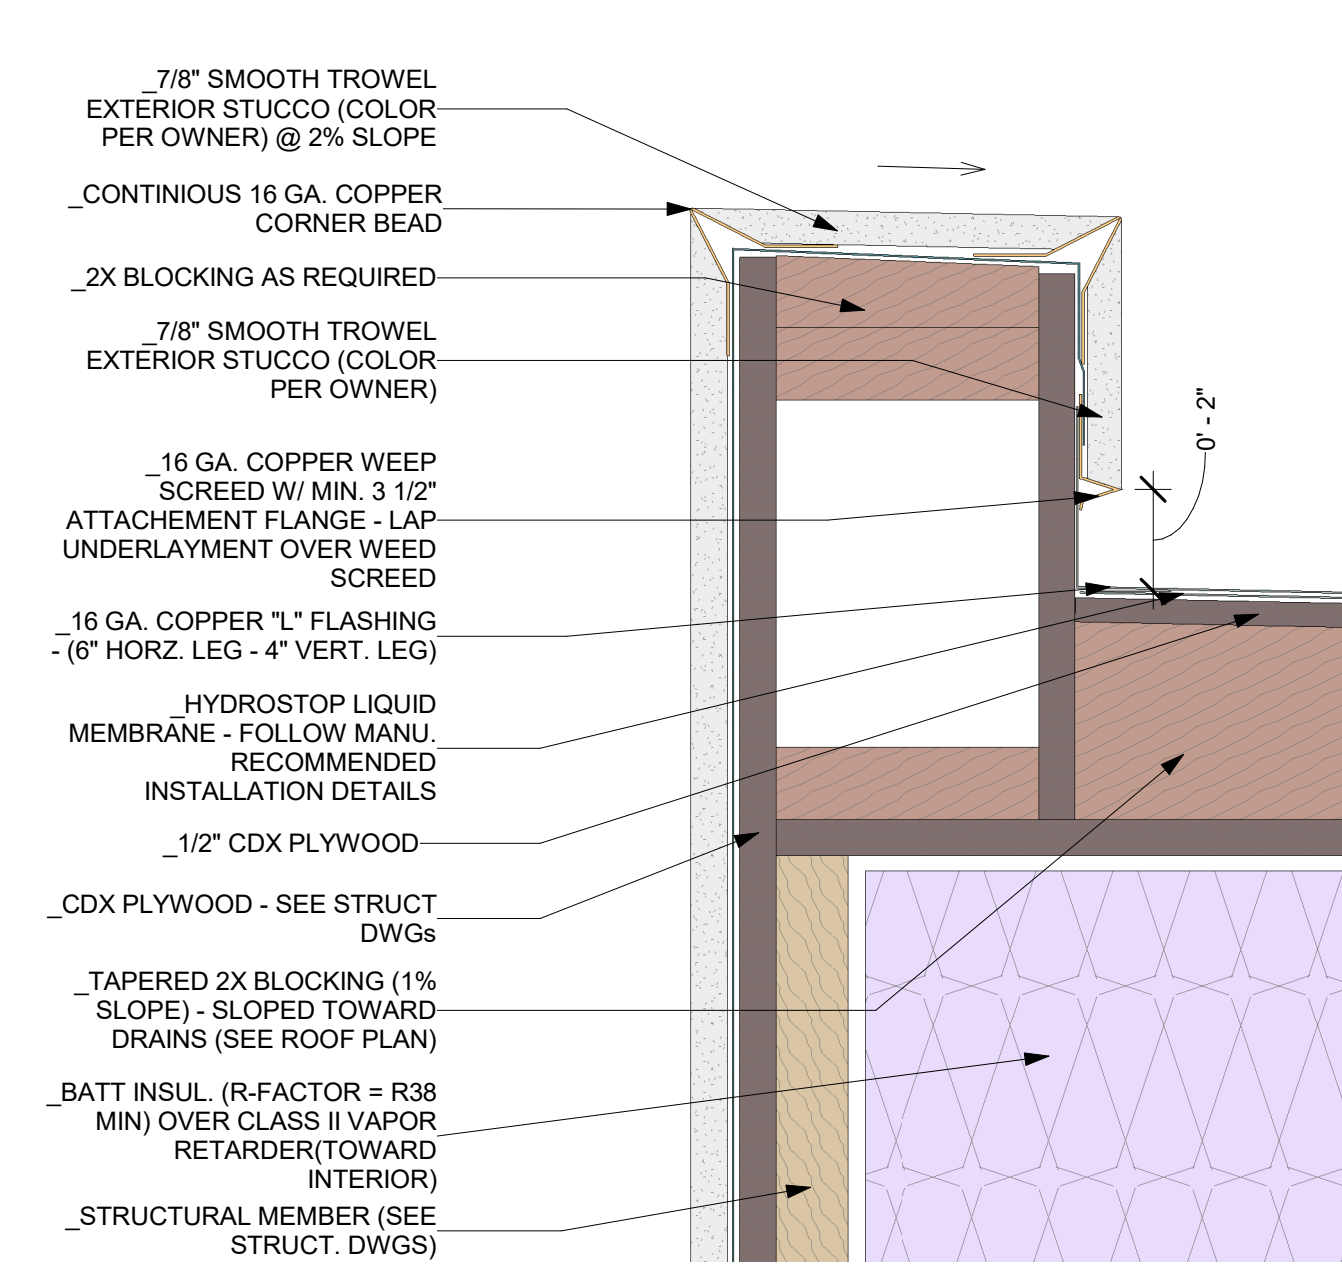 _7/8" SMOOTH TROWEL
EXTERIOR STUCCO (COLOR
PER OWNER) @ 2% SLOPE
_CONTINIOUS 16 GA. COPPER
CORNER BEAD
_2X BLOCKING AS REQUIRED
_7/8" SMOOTH TROWEL
EXTERIOR STUCCO (COLOR
PER OWNER)
0' - 2"
_16 GA. COPPER WEEP
SCREED W/ MIN. 3 1/2"
ATTACHEMENT FLANGE - LAP
UNDERLAYMENT OVER WEED
SCREED
_16 GA. COPPER "L" FLASHING
- (6" HORZ. LEG - 4" VERT. LEG)
_HYDROSTOP LIQUID
MEMBRANE - FOLLOW MANU.
RECOMMENDED
INSTALLATION DETAILS
_1/2" CDX PLYWOOD
_CDX PLYWOOD - SEE STRUCT
DWGs
_TAPERED 2X BLOCKING (1%
SLOPE) - SLOPED TOWARD
DRAINS (SEE ROOF PLAN)
_BATT INSUL. (R-FACTOR = R38
MIN) OVER CLASS II VAPOR
RETARDER(TOWARD
INTERIOR)
_STRUCTURAL MEMBER (SEE
STRUCT. DWGS)